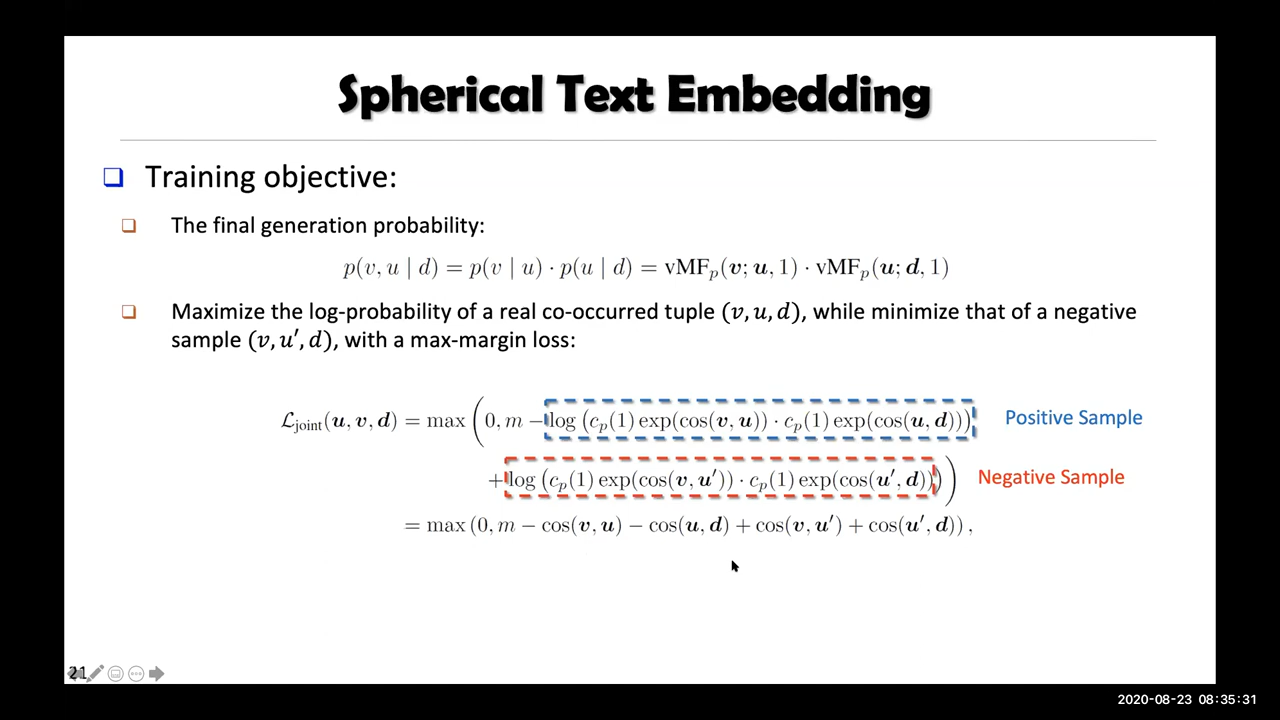 Spherical Text Embedding
❑ Training objective:
❑ The final generation probability:
p(v, u | d) = p(v | u) · p(u | d) = vMF_p(v; u, 1) · vMF_p(u; d, 1)
❑ Maximize the log-probability of a real co-occurred tuple (v, u, d), while minimize that of a negative
sample (v, u′, d), with a max-margin loss:
ℒ_joint(u, v, d) = max (0, m − log (c_p(1) exp(cos(v, u)) · c_p(1) exp(cos(u, d))) Positive Sample
+ log (c_p(1) exp(cos(v, u′)) · c_p(1) exp(cos(u′, d)))) Negative Sample
= max (0, m − cos(v, u) − cos(u, d) + cos(v, u′) + cos(u′, d)) ,
21
2020-08-23 08:35:31